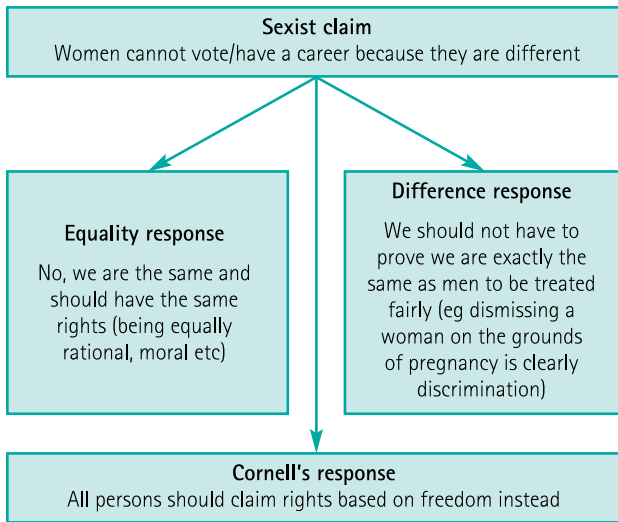 Sexist claim
Women cannot vote/have a career because they are different
Equality response
No, we are the same and
should have the same
rights (being equally
rational, moral etc)
Difference response
We should not have to
prove we are exactly the
same as men to be treated
fairly (eg dismissing a
woman on the grounds
of pregnancy is clearly
discrimination)
Cornell's response
All persons should claim rights based on freedom instead